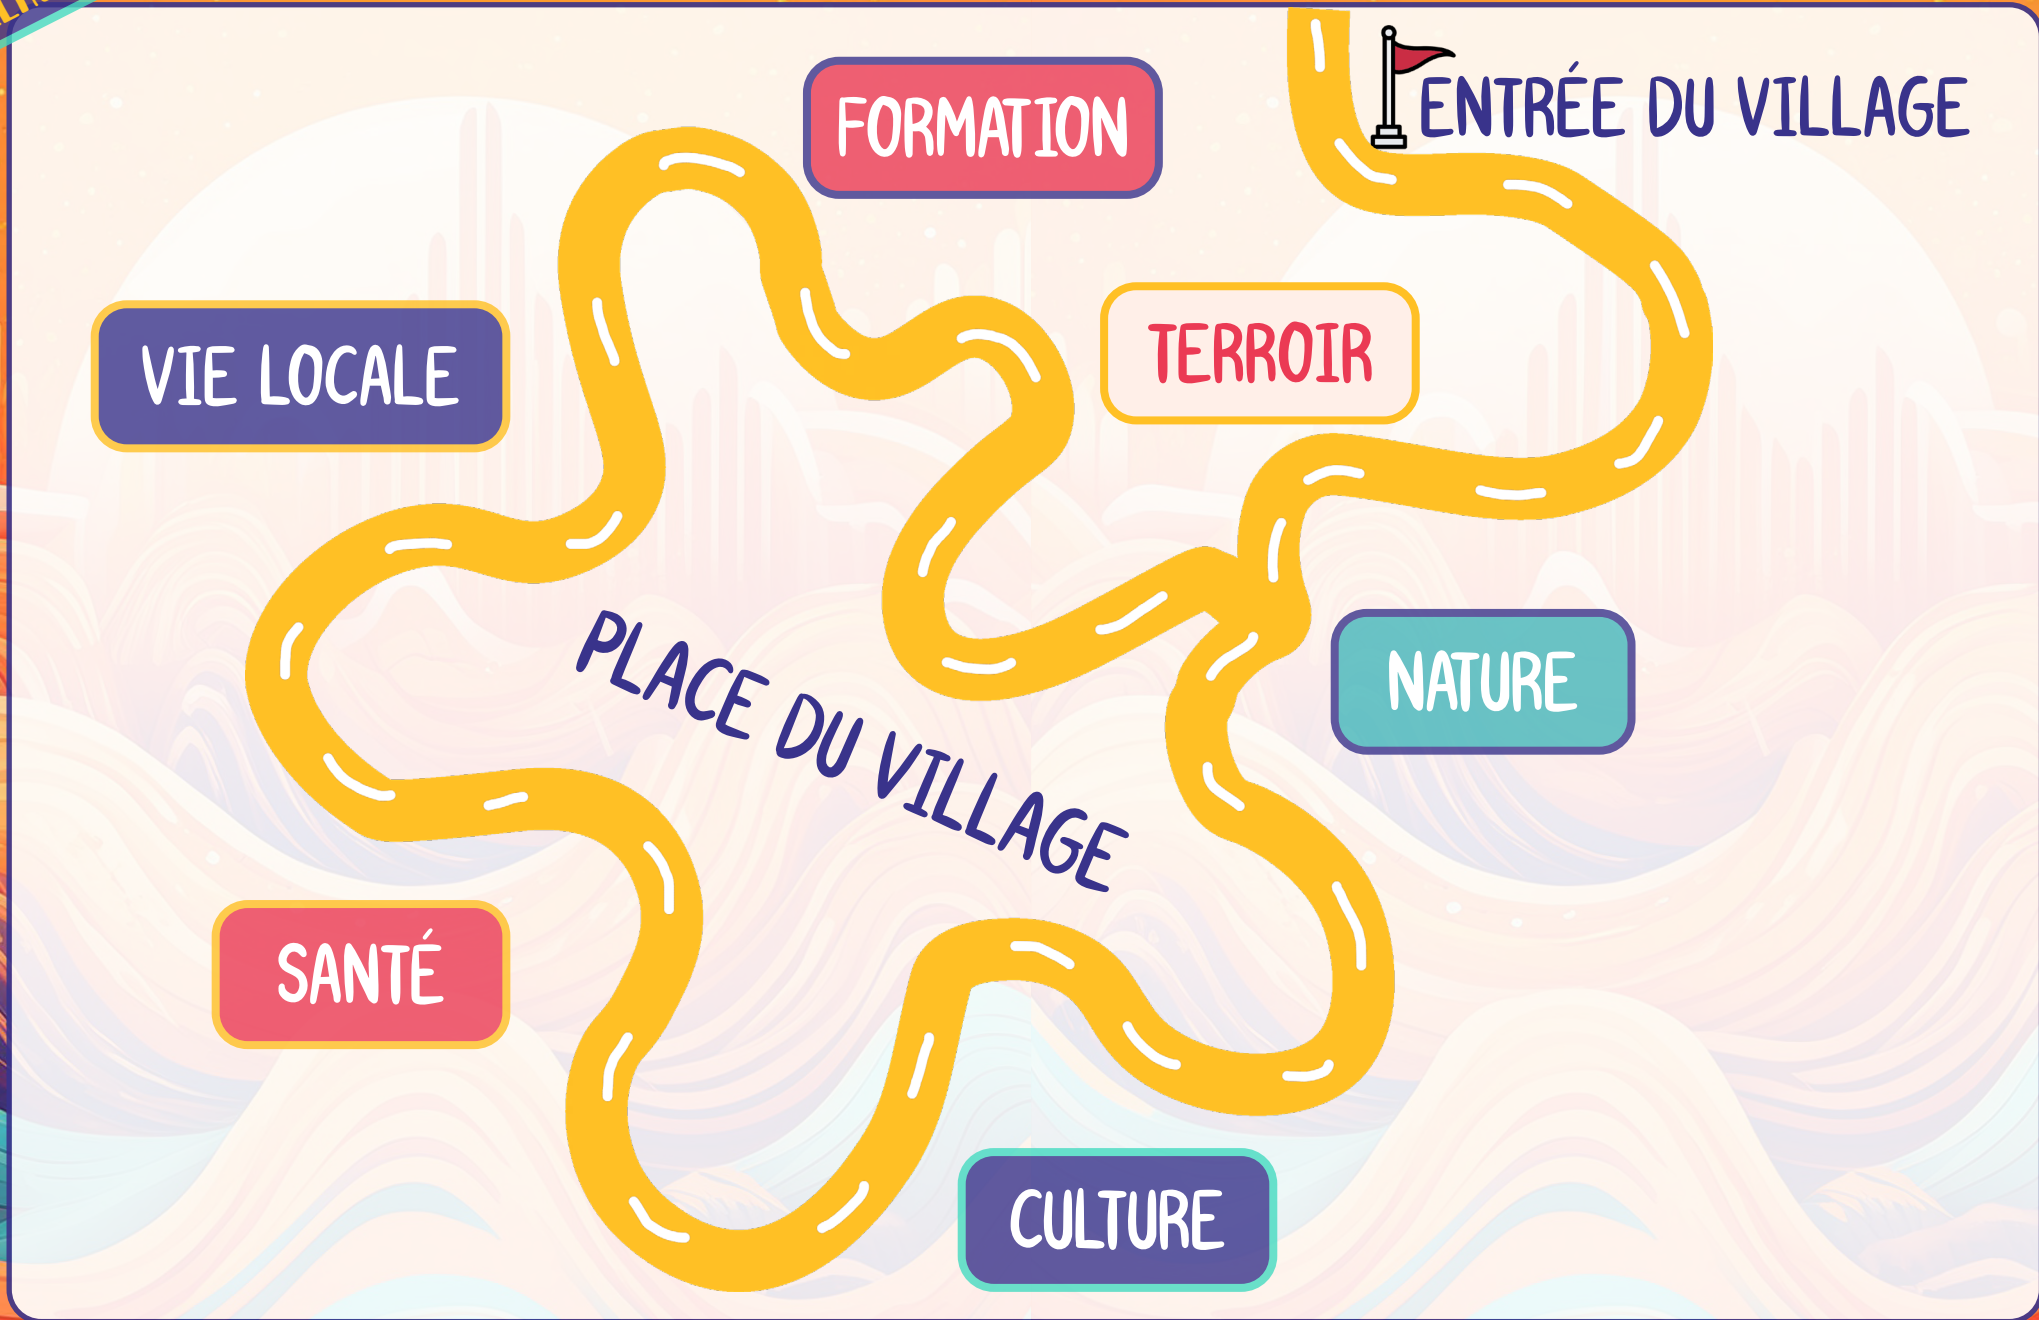 FORMATION
ENTRÉE DU VILLAGE
TERROIR
VIE LOCALE
PLACE DU VILLAGE
NATURE
SANTÉ
CULTURE